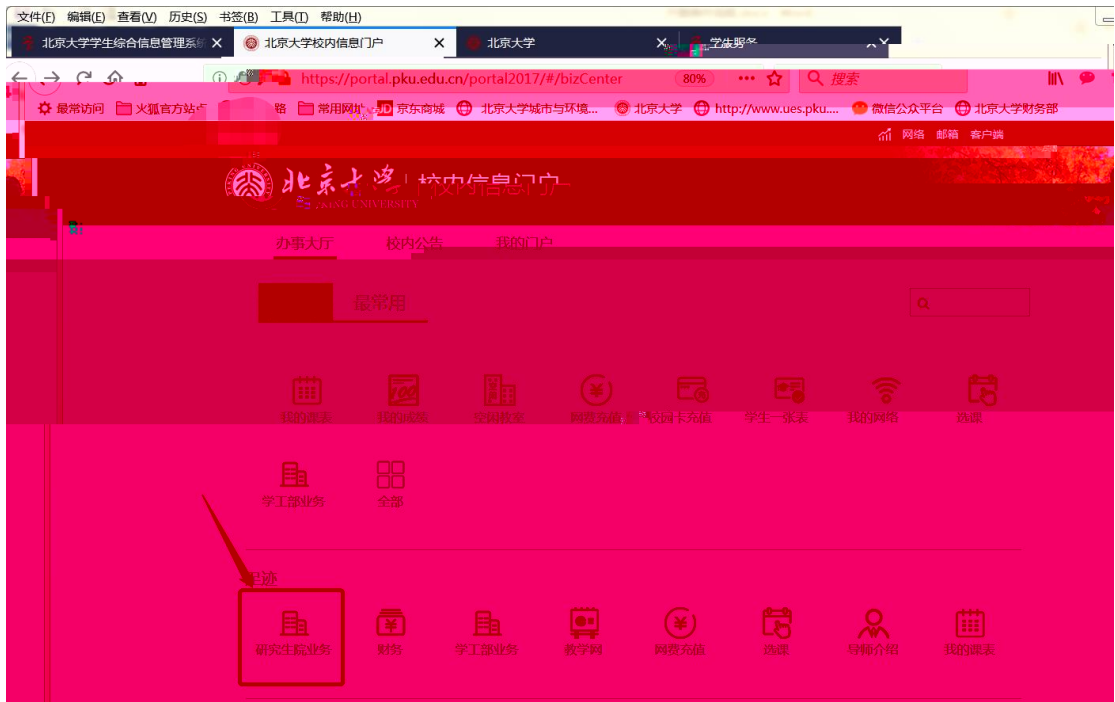 文件(F) 编辑(E) 查看(V) 历史(S) 书签(B) 工具(T) 帮助(H)
北京大学学生综合信息管理系统 北京大学校内信息门户 北京大学 学生服务
https://portal.pku.edu.cn/portal2017/#/bizCenter 80% 搜索
最常访问 火狐官方站点 常用网址 JD 京东商城 北京大学城市与环境... 北京大学 http://www.ues.pku.... 微信公众平台 北京大学财务部
网络 邮箱 客户端
北京大学 校内信息门户
UNIVERSITY
办事大厅 校内公告 我的门户
最常用
我的课表 我的成绩 空闲教室 网费充值 校园卡充值 学生一张表 我的网络 选课
学工部业务 全部
足迹
研究生院业务 财务 学工部业务 教学网 网费充值 选课 导师介绍 我的课表